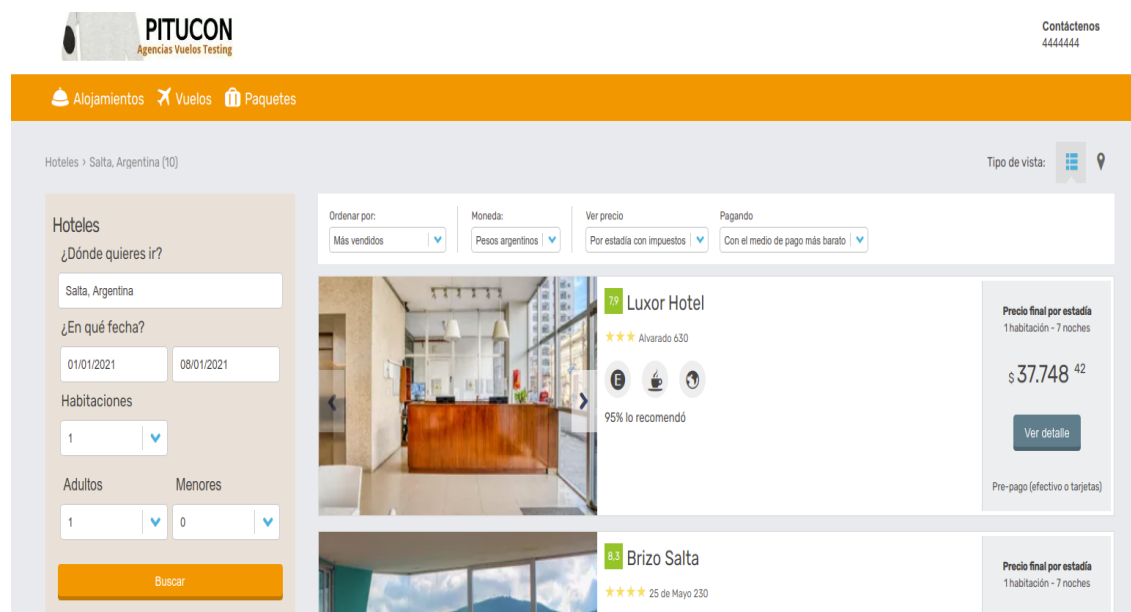 PITUCON
Agencias Vuelos Testing
Contáctenos
4444444
Alojamientos Vuelos Paquetes
Hoteles › Salta, Argentina (10)
Tipo de vista:
Hoteles
¿Dónde quieres ir?
Salta, Argentina
¿En qué fecha?
01/01/2021 08/01/2021
Habitaciones
1
Adultos Menores
1 0
Buscar
Ordenar por: Moneda: Ver precio Pagando
Más vendidos Pesos argentinos Por estadía con impuestos Con el medio de pago más barato
7,9 Luxor Hotel
Alvarado 630
E
95% lo recomendó
Precio final por estadía
1 habitación - 7 noches
$ 37.748 42
Ver detalle
Pre-pago (efectivo o tarjetas)
8,3 Brizo Salta
25 de Mayo 230
Precio final por estadía
1 habitación - 7 noches